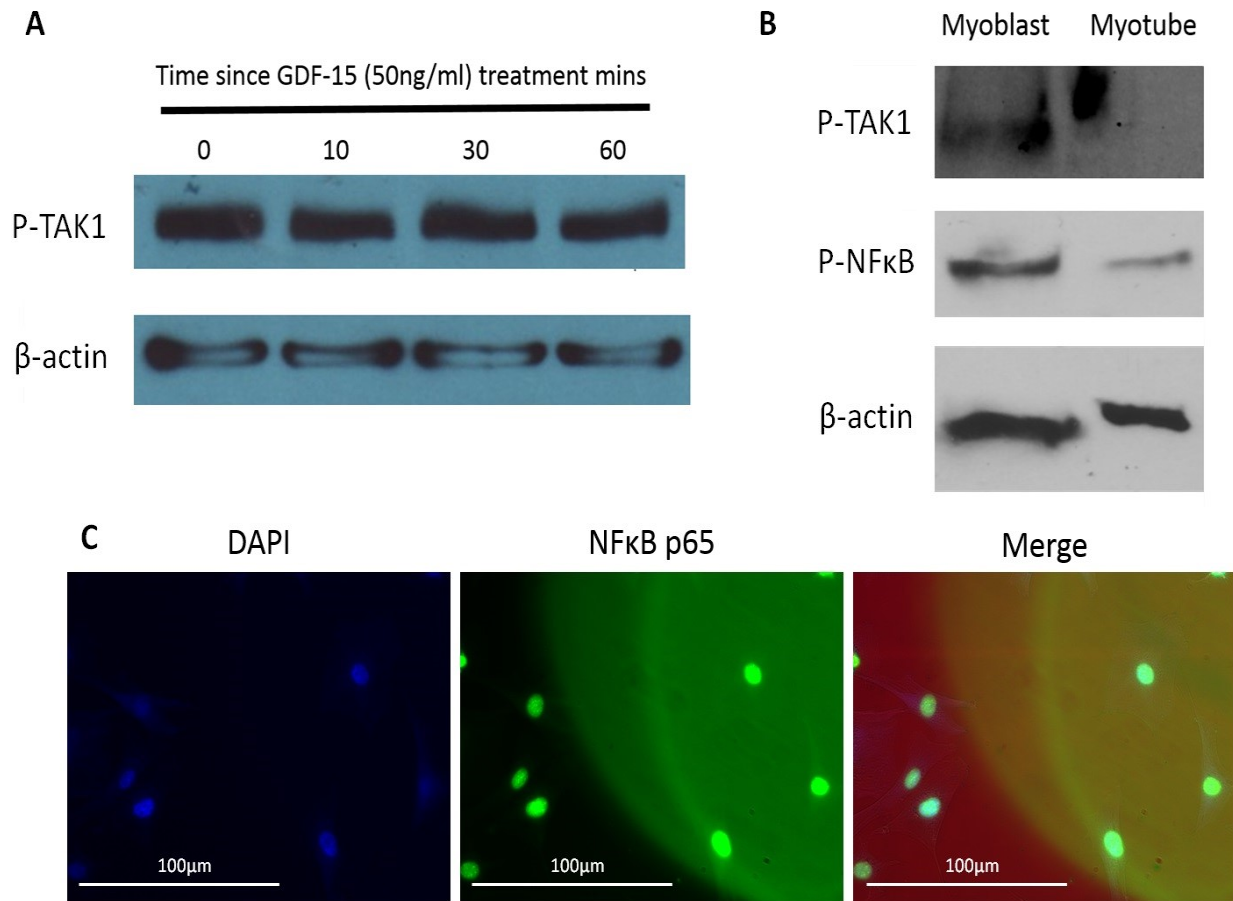 A
Time since GDF-15 (50ng/ml) treatment mins
0 10 30 60
P-TAK1
β-actin
B
Myoblast Myotube
P-TAK1
P-NFκB
β-actin
C
DAPI NFκB p65 Merge
100μm 100μm 100μm